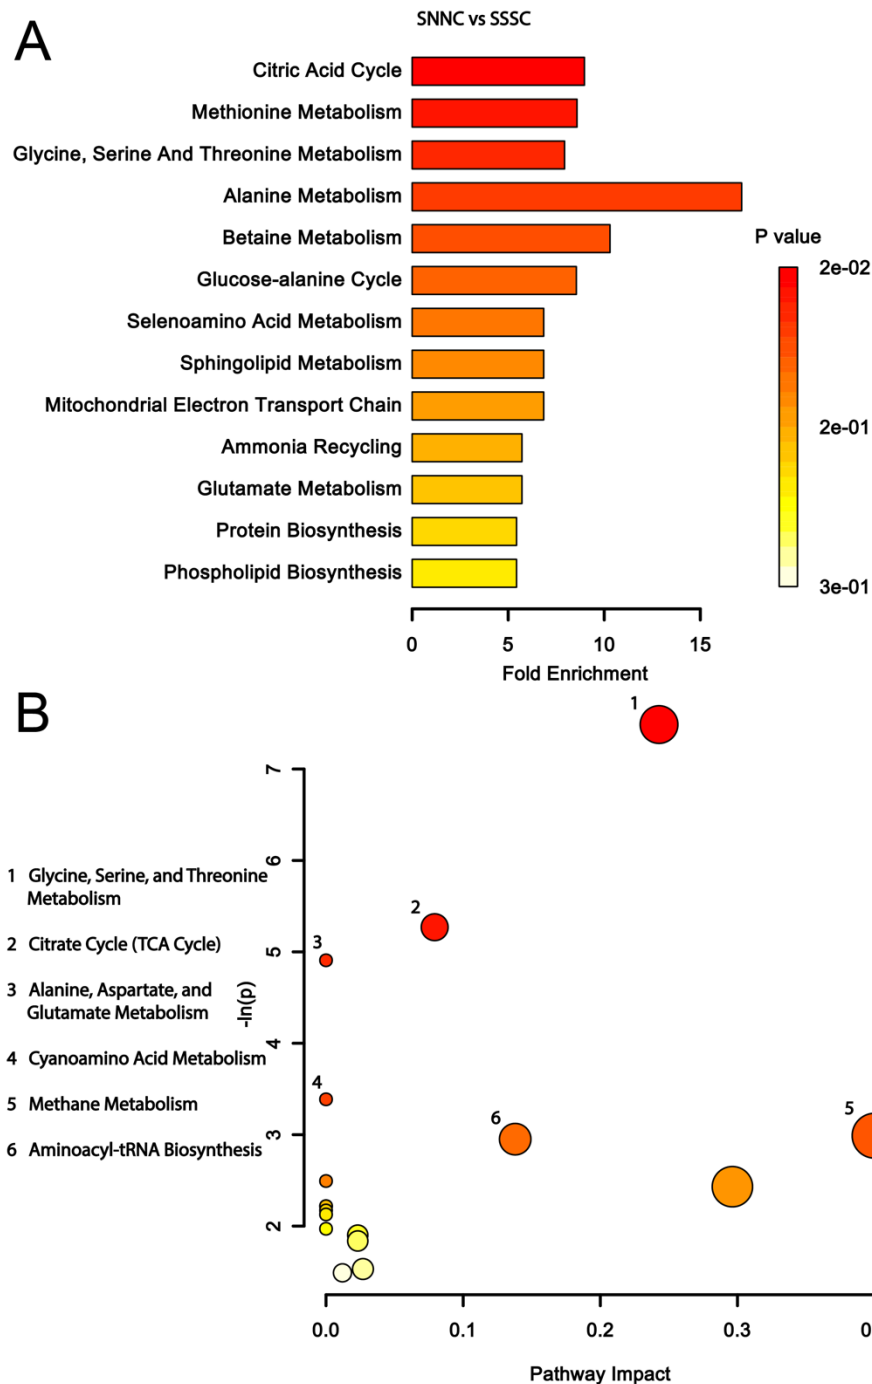 A
SNNC vs SSSC
Citric Acid Cycle
Methionine Metabolism
Glycine, Serine And Threonine Metabolism
Alanine Metabolism
Betaine Metabolism
Glucose-alanine Cycle
Selenoamino Acid Metabolism
Sphingolipid Metabolism
Mitochondrial Electron Transport Chain
Ammonia Recycling
Glutamate Metabolism
Protein Biosynthesis
Phospholipid Biosynthesis
0 5 10 15
Fold Enrichment
P value
2e-02
2e-01
3e-01
B
1 Glycine, Serine, and Threonine
Metabolism
2 Citrate Cycle (TCA Cycle)
3 Alanine, Aspartate, and
Glutamate Metabolism
4 Cyanoamino Acid Metabolism
5 Methane Metabolism
6 Aminoacyl-tRNA Biosynthesis
-ln(p)
7
6
5
4
3
2
1
2
3
4
6
5
0.0 0.1 0.2 0.3
Pathway Impact